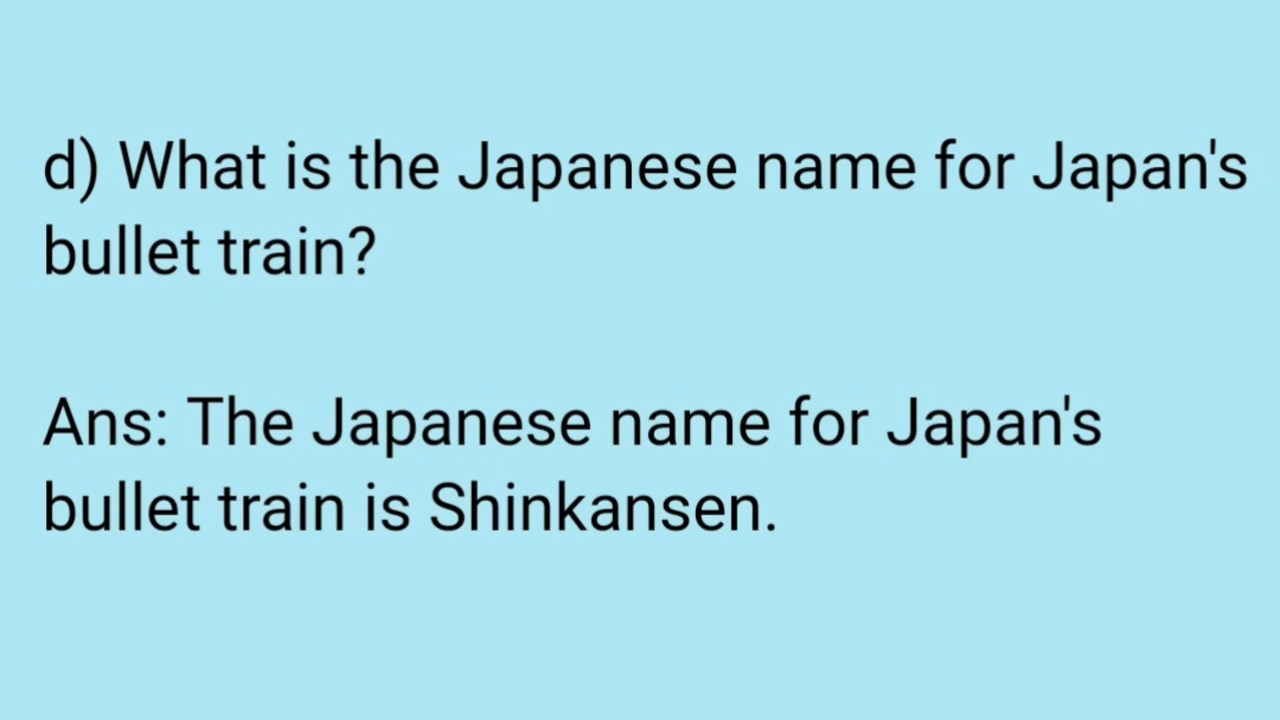 d) What is the Japanese name for Japan's
bullet train?
Ans: The Japanese name for Japan's
bullet train is Shinkansen.